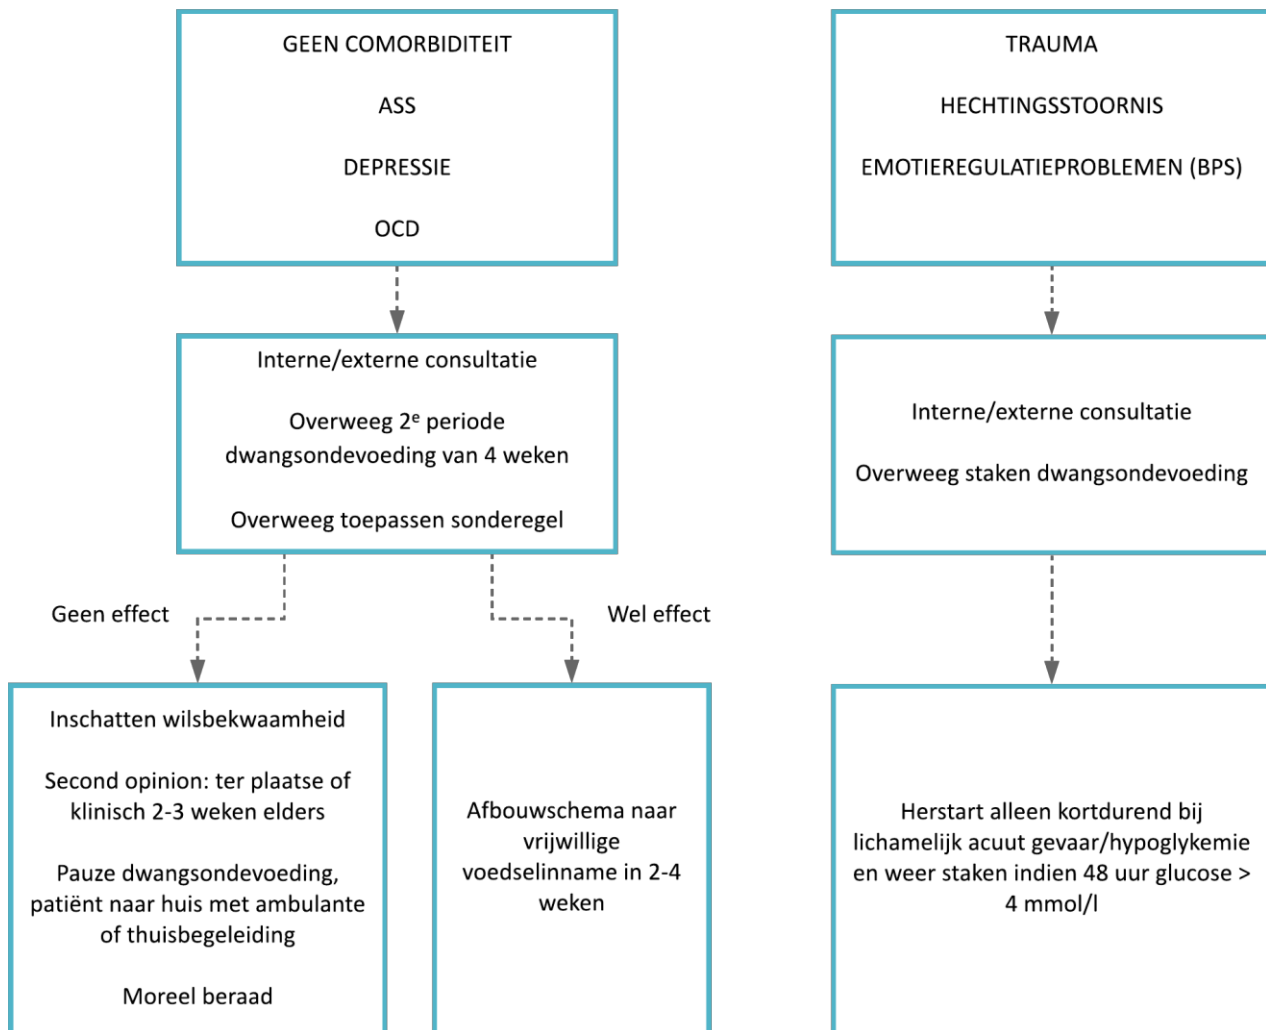 GEEN COMORBIDITEIT
ASS
DEPRESSIE
OCD
TRAUMA
HECHTINGSSTOORNIS
EMOTIEREGULATIEPROBLEMEN (BPS)
Interne/externe consultatie
Overweeg 2e periode
dwangsondevoeding van 4 weken
Overweeg toepassen sonderegel
Interne/externe consultatie
Overweeg staken dwangsondevoeding
Geen effect
Wel effect
Inschatten wilsbekwaamheid
Second opinion: ter plaatse of
klinisch 2-3 weken elders
Pauze dwangsondevoeding,
patiënt naar huis met ambulante
of thuisbegeleiding
Moreel beraad
Afbouwschema naar
vrijwillige
voedselinname in 2-4
weken
Herstart alleen kortdurend bij
lichamelijk acuut gevaar/hypoglykemie
en weer staken indien 48 uur glucose >
4 mmol/l